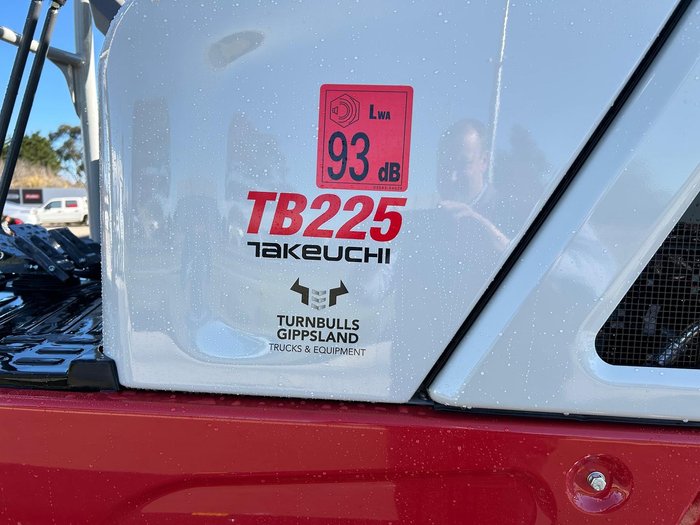 LWA
93 dB
TB225
TAKEUCHI
TURNBULLS
GIPPSLAND
TRUCKS & EQUIPMENT